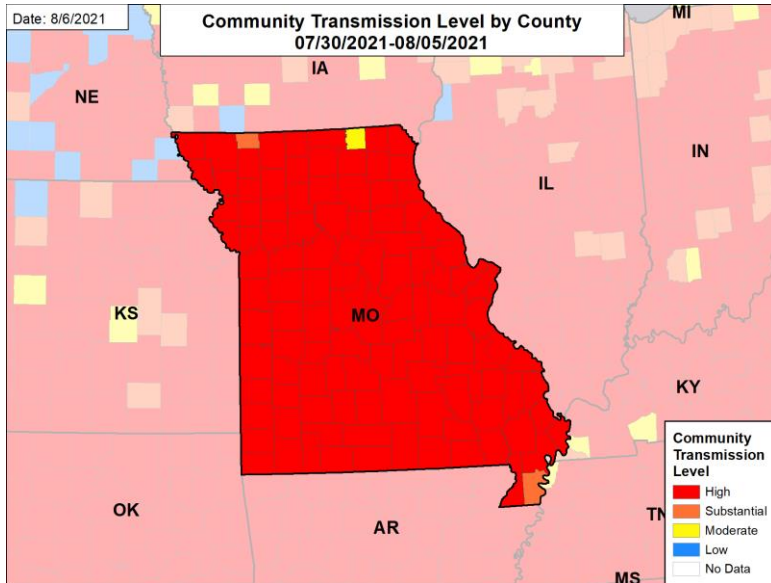 Date: 8/6/2021
Community Transmission Level by County
07/30/2021-08/05/2021
MI
IA
NE
IN
IL
KS
MO
KY
OK
AR
TN
MS
Community
Transmission
Level
High
Substantial
Moderate
Low
No Data